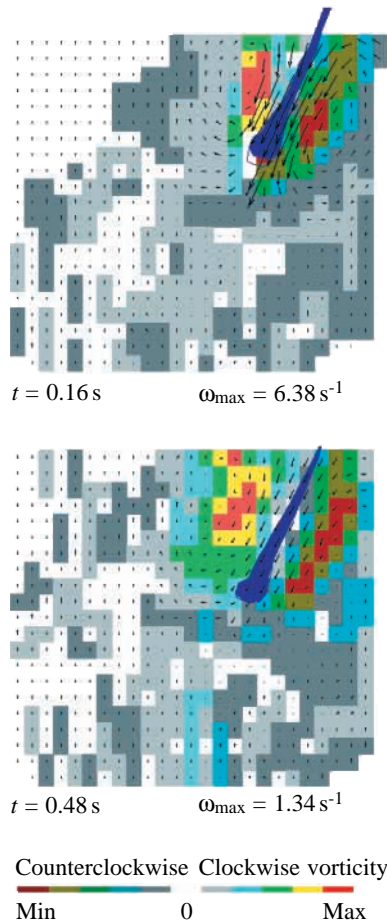 t = 0.16 s ωmax = 6.38 s-1
t = 0.48 s ωmax = 1.34 s-1
Counterclockwise Clockwise vorticity
Min 0 Max